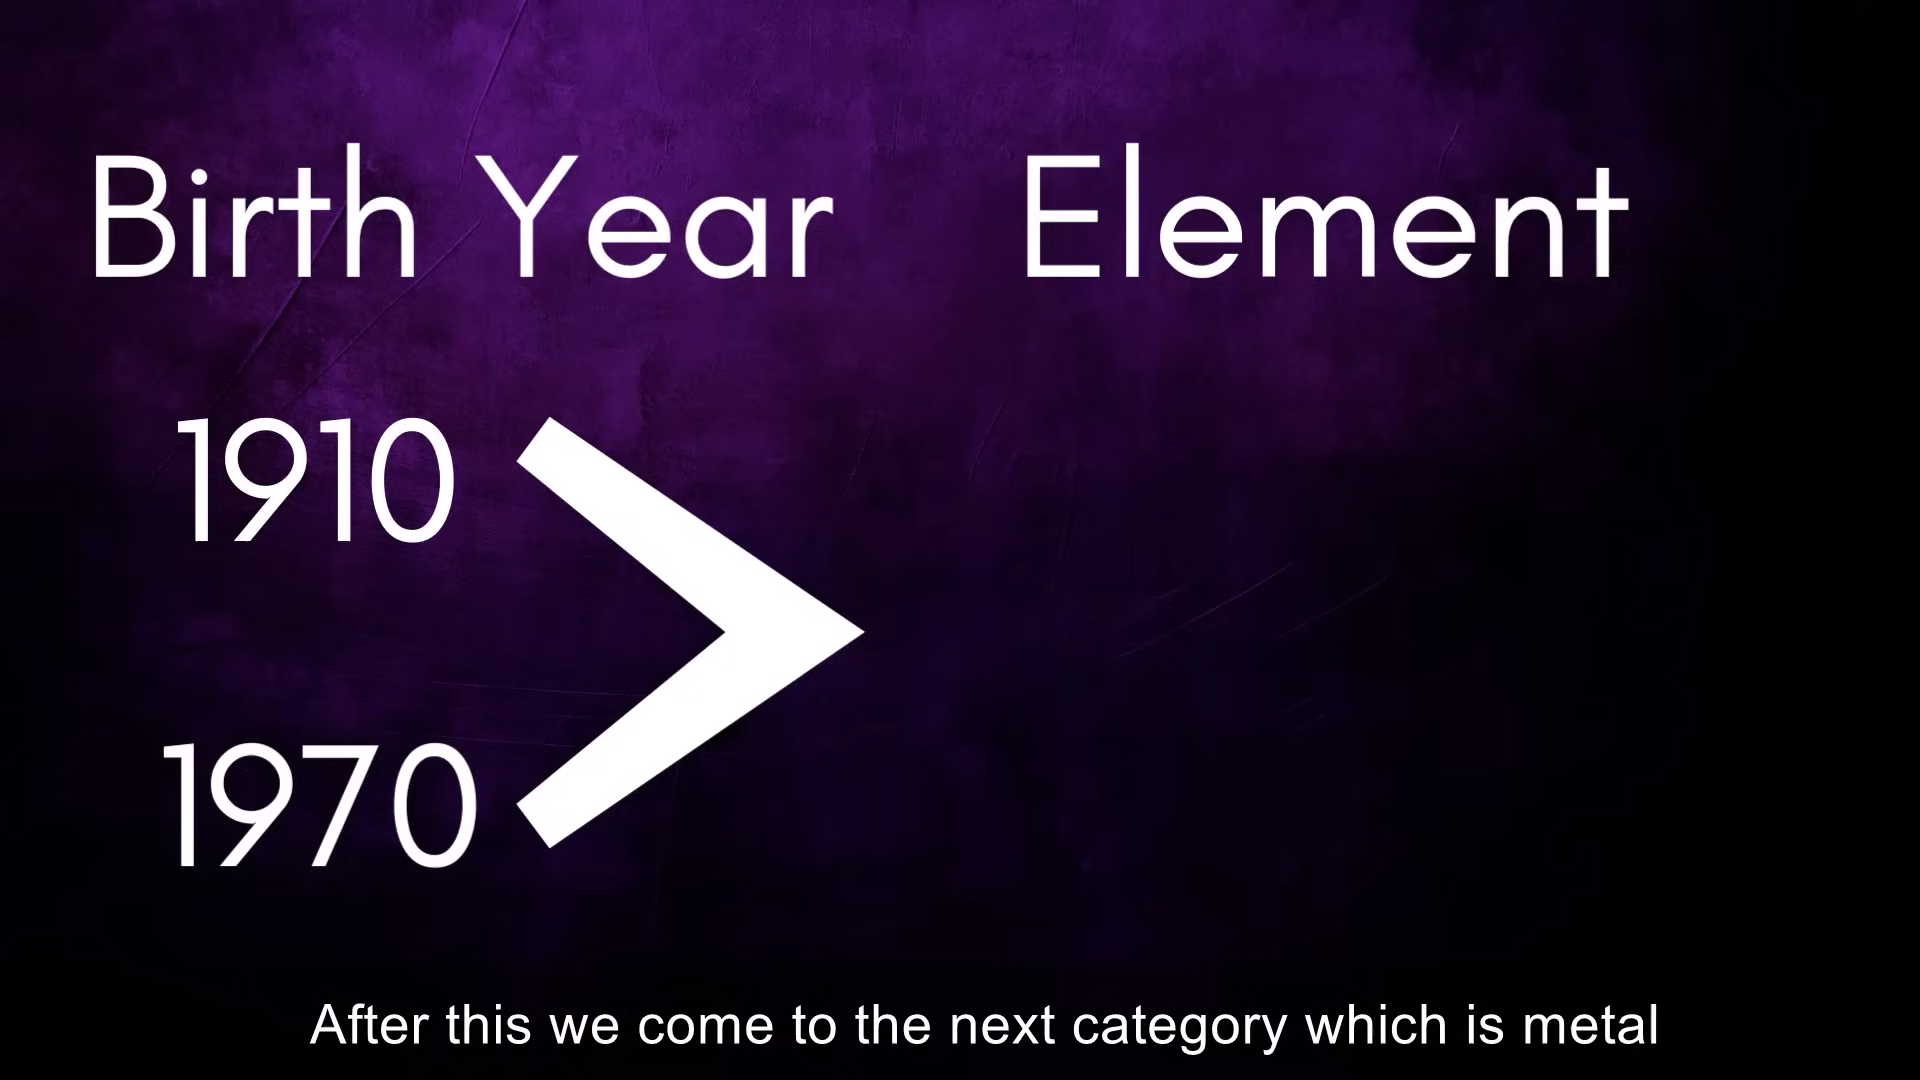 Birth Year Element
1910
1970
After this we come to the next category which is metal